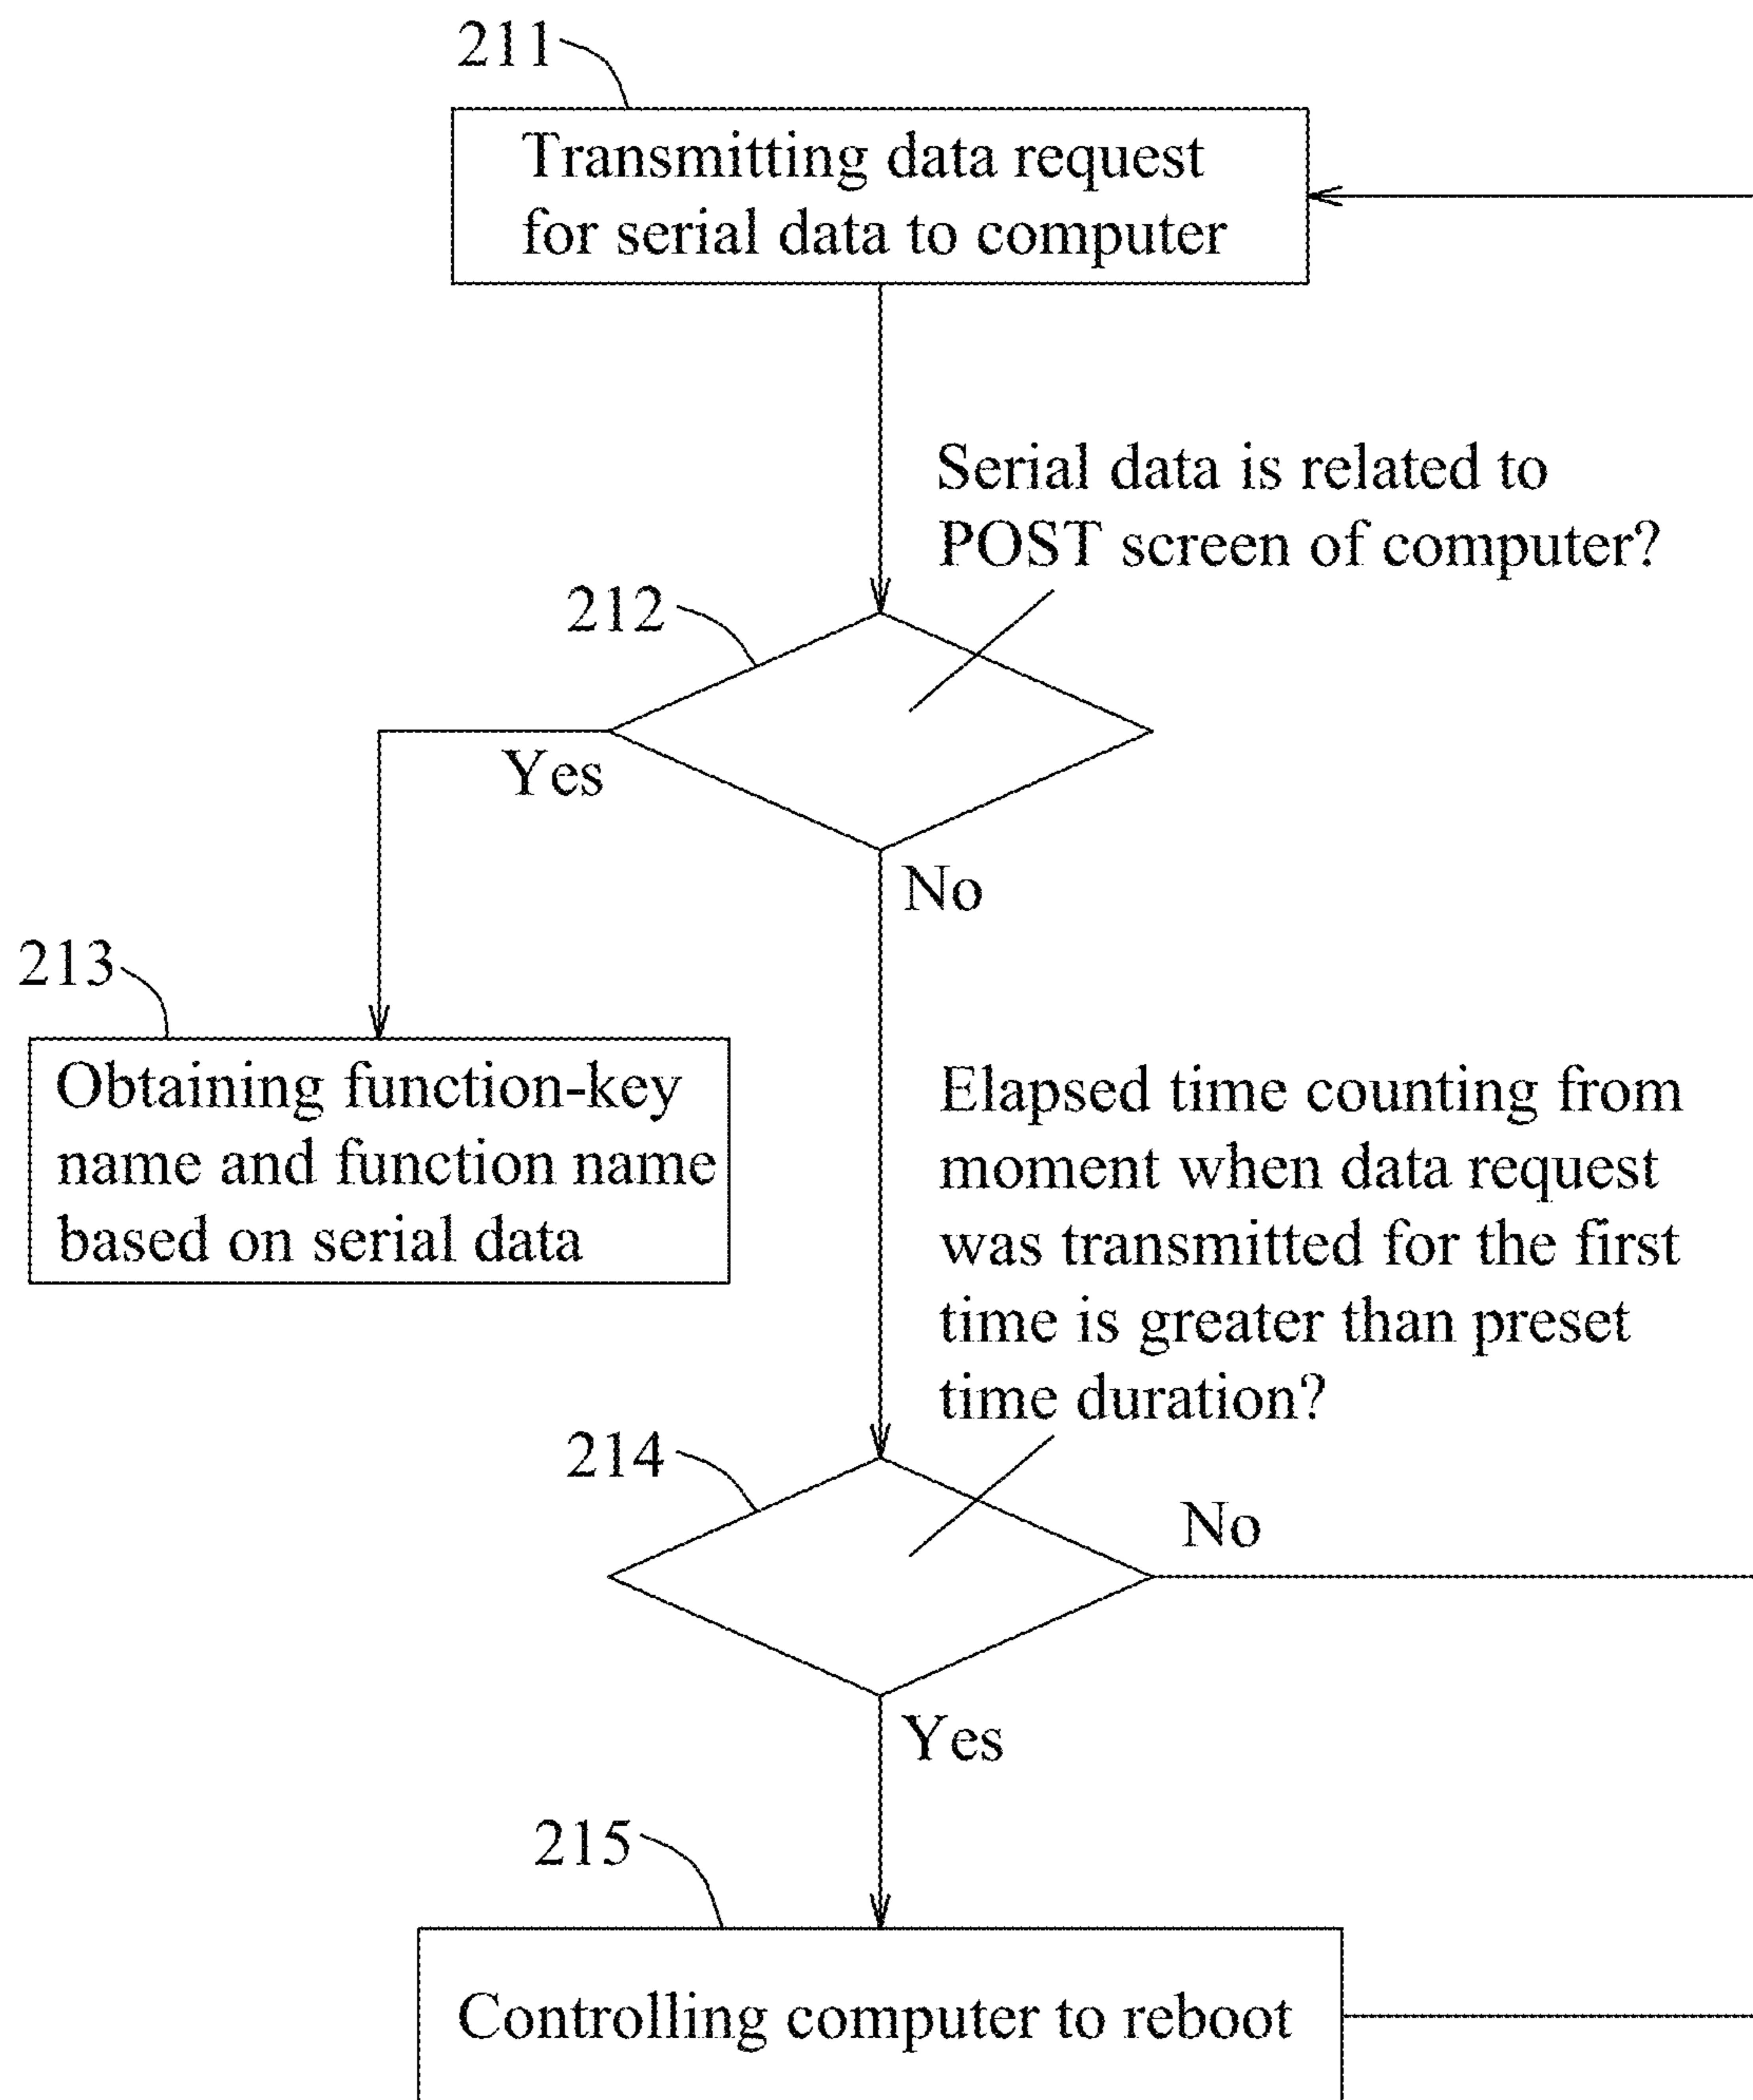 211
Transmitting data request
for serial data to computer
Serial data is related to
POST screen of computer?
212
Yes
No
213
Obtaining function-key
name and function name
based on serial data
Elapsed time counting from
moment when data request
was transmitted for the first
time is greater than preset
time duration?
214
No
Yes
215
Controlling computer to reboot